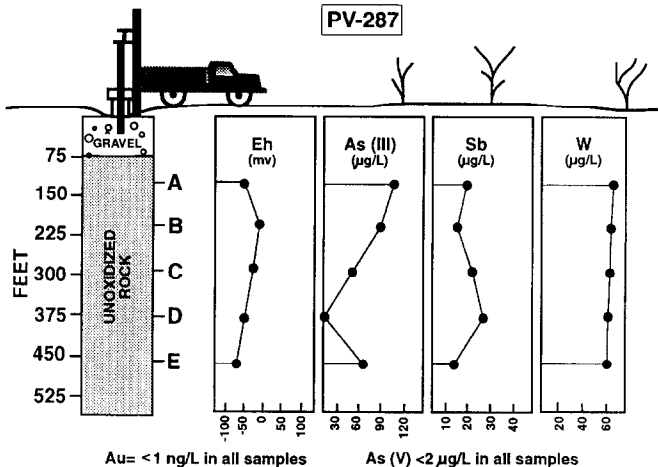 PV-287
GRAVEL
Eh
(mv)
As (III)
(µg/L)
Sb
(µg/L)
W
(µg/L)
FEET
75
150
225
300
375
450
525
UNOXIDIZED
ROCK
A
B
C
D
E
-100
-50
0
50
100
30
60
90
120
10
20
30
40
20
40
60
Au= <1 ng/L in all samples
As (V) <2 µg/L in all samples